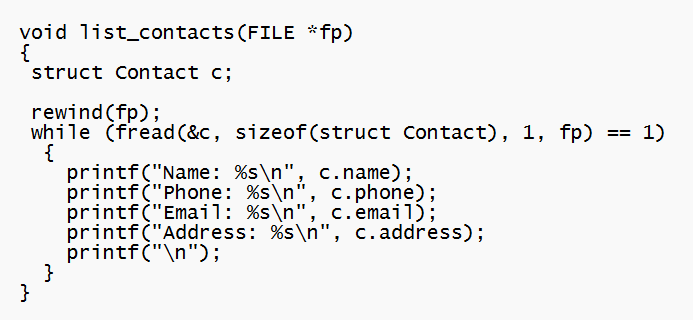 void list_contacts(FILE *fp)
{
struct Contact c;
rewind(fp);
while (fread(&c, sizeof(struct Contact), 1, fp) == 1)
{
printf("Name: %s\n", c.name);
printf("Phone: %s\n", c.phone);
printf("Email: %s\n", c.email);
printf("Address: %s\n", c.address);
printf("\n");
}
}